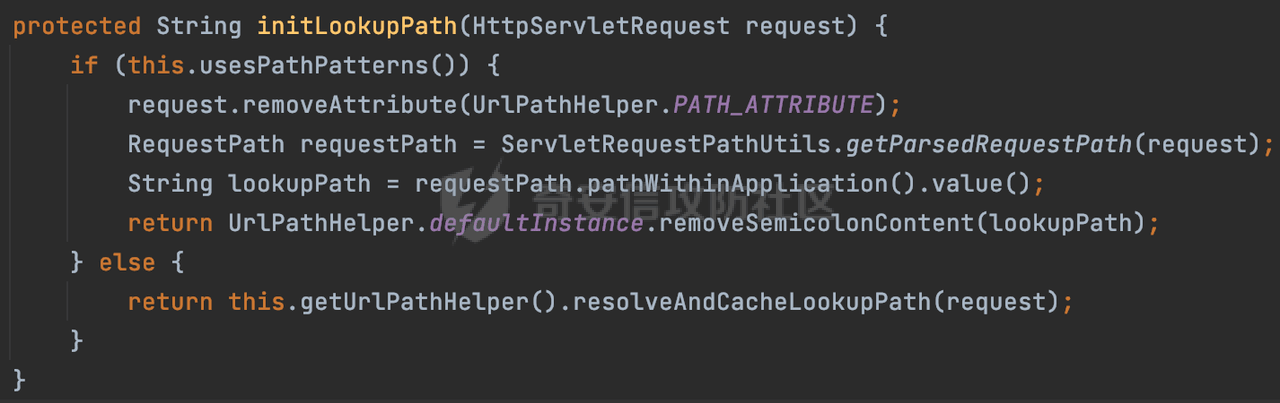 protected String initLookupPath(HttpServletRequest request) {
    if (this.usesPathPatterns()) {
        request.removeAttribute(UrlPathHelper.PATH_ATTRIBUTE);
        RequestPath requestPath = ServletRequestPathUtils.getParsedRequestPath(request);
        String lookupPath = requestPath.pathWithinApplication().value();
奇安信攻防社区
        return UrlPathHelper.defaultInstance.removeSemicolonContent(lookupPath);
    } else {
        return this.getUrlPathHelper().resolveAndCacheLookupPath(request);
    }
}